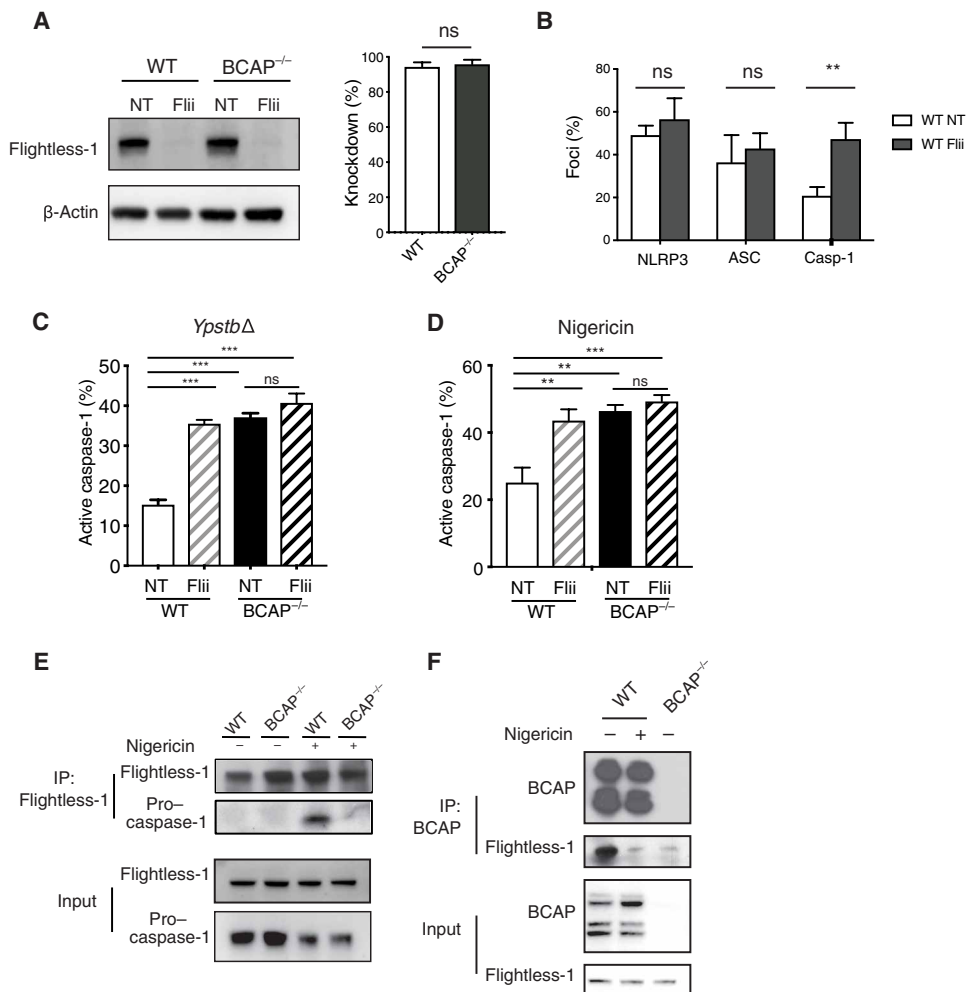 A
WT BCAP–/–
NT Flii NT Flii
Flightless-1
β-Actin
ns
Knockdown (%)
100
80
60
40
20
0
WT
BCAP–/–
B
Foci (%)
80
60
40
20
0
ns ns **
NLRP3 ASC Casp-1
WT NT
WT Flii
C
YpstbΔ
***
***
*** ns
Active caspase-1 (%)
50
40
30
20
10
0
NT Flii NT Flii
WT BCAP–/–
D
Nigericin
***
**
** ns
Active caspase-1 (%)
60
40
20
0
NT Flii NT Flii
WT BCAP–/–
E
WT BCAP–/– WT BCAP–/–
Nigericin – – + +
IP:
Flightless-1
Flightless-1
Pro–
caspase-1
Input
Flightless-1
Pro–
caspase-1
F
WT BCAP–/–
Nigericin – + –
IP:
BCAP
BCAP
Flightless-1
Input
BCAP
Flightless-1